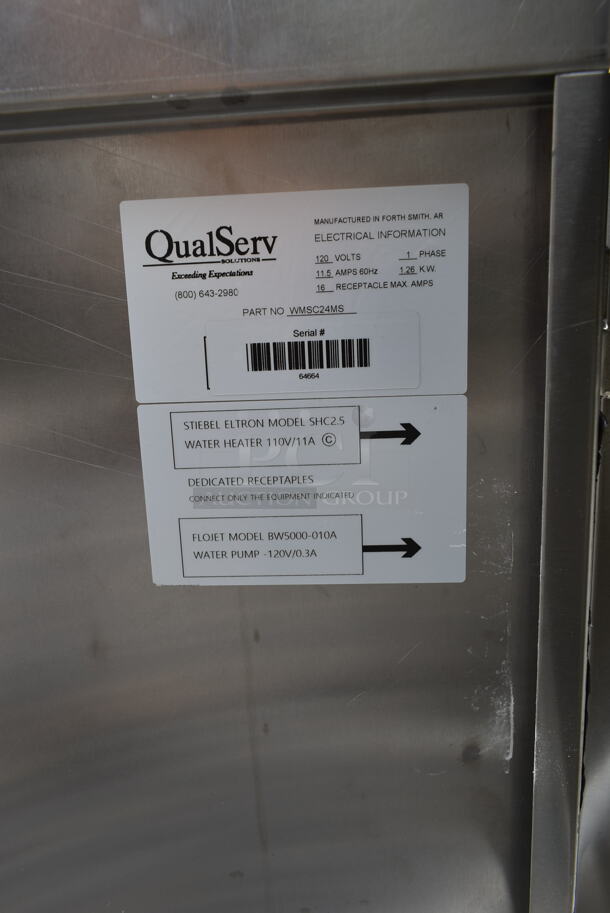 QualServ
SOLUTIONS
Exceeding Expectations
(800) 643-2980
MANUFACTURED IN FORTH SMITH, AR
ELECTRICAL INFORMATION
120 VOLTS 1 PHASE
11.5 AMPS 60Hz 1.26 K.W.
16 RECEPTACLE MAX. AMPS
PART NO WMSC24MS
Serial #
64664
STIEBEL ELTRON MODEL SHC2.5
WATER HEATER 110V/11A ©
DEDICATED RECEPTAPLES
CONNECT ONLY THE EQUIPMENT INDICATED
FLOJET MODEL BW5000-010A
WATER PUMP -120V/0.3A
PCi
AUCTION GROUP